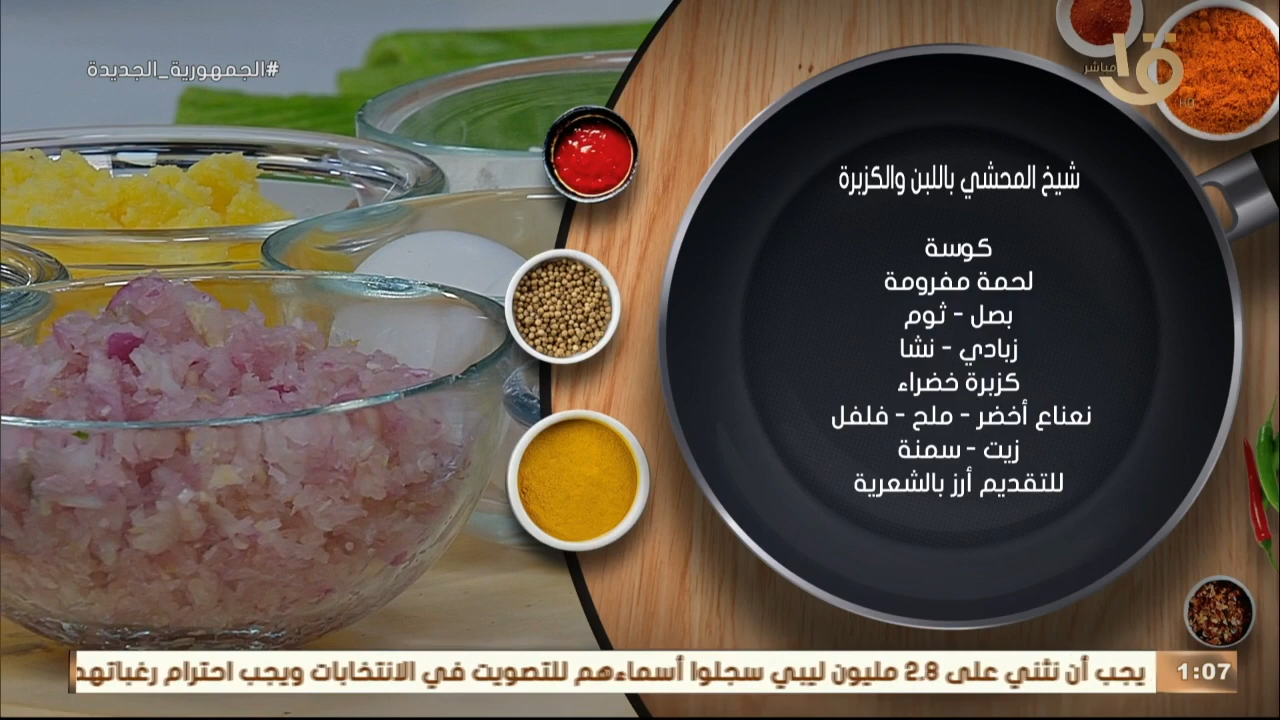 #الجمهورية_الجديدة
مباشر
HD
شيخ المحشي باللبن والكزبرة
كوسة
لحمة مفرومة
بصل - ثوم
زبادي - نشا
كزبرة خضراء
نعناع أخضر - ملح - فلفل
زيت - سمنة
للتقديم أرز بالشعرية
يجب أن نثني على 2.8 مليون ليبي سجلوا أسماءهم للتصويت في الانتخابات ويجب احترام رغباتهم
1:07